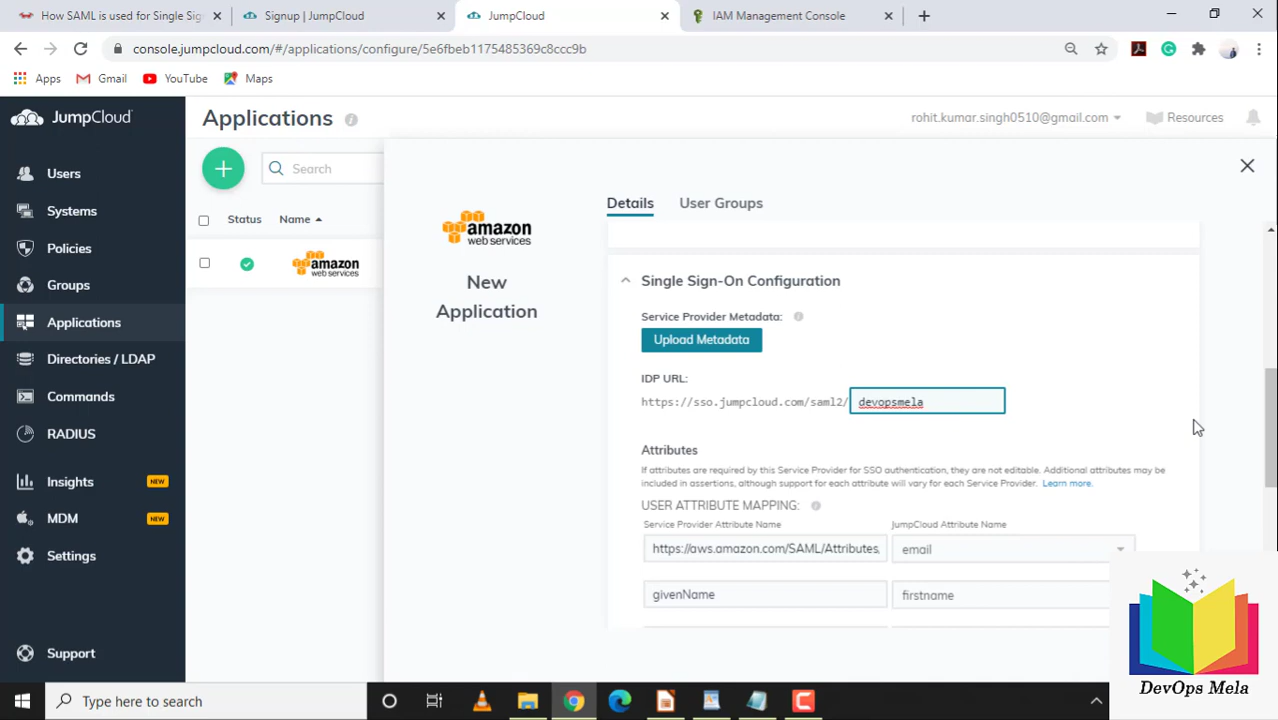 How SAML is used for Single Sig
Signup | JumpCloud
JumpCloud
IAM Management Console
console.jumpcloud.com/#/applications/configure/5e6fbeb1175485369c8ccc9b
Apps
Gmail
YouTube
Maps
JumpCloud
Applications
rohit.kumar.singh0510@gmail.com
Resources
Users
Systems
Policies
Groups
Applications
Directories / LDAP
Commands
RADIUS
Insights NEW
MDM NEW
Settings
Support
Search
Status
Name
amazon
web services
amazon
web services
New
Application
Details
User Groups
Single Sign-On Configuration
Service Provider Metadata:
Upload Metadata
IDP URL:
https://sso.jumpcloud.com/saml2/ devopsmela
Attributes
If attributes are required by this Service Provider for SSO authentication, they are not editable. Additional attributes may
be included in assertions, although support for each attribute will vary for each Service Provider. Learn more.
USER ATTRIBUTE MAPPING:
Service Provider Attribute Name
JumpCloud Attribute Name
https://aws.amazon.com/SAML/Attributes,
email
givenName
firstname
DevOps Mela
Type here to search